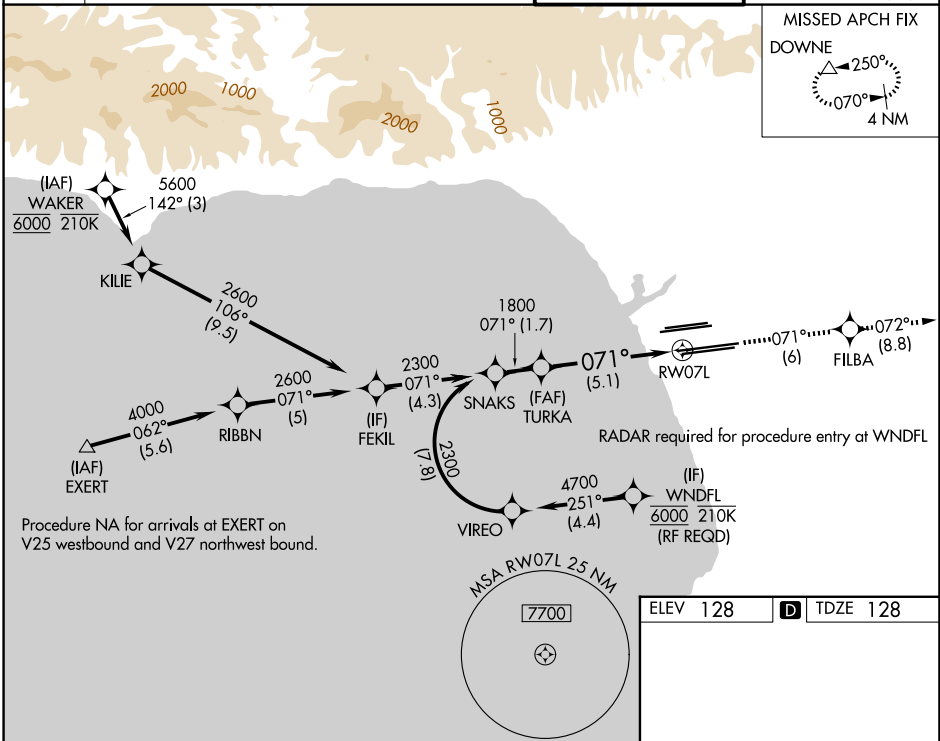 MISSED APCH FIX
DOWNE
250°
070°
4 NM
2000
1000
2000
1000
(IAF)
WAKER
6000 210K
5600
142° (3)
KILIE
2600
106°
(9.5)
1800
071° (1.7)
2300
071°
(4.3)
SNAKS
(FAF)
TURKA
071°
(5.1)
RW07L
071°
(6)
FILBA
072°
(8.8)
2600
071°
(5)
(IF)
FEKIL
4000
062°
(5.6)
RIBBN
(IAF)
EXERT
RADAR required for procedure entry at WNDFL
2300
(7.8)
VIREO
4700
251°
(4.4)
(IF)
WNDFL
6000 210K
(RF REQD)
Procedure NA for arrivals at EXERT on
V25 westbound and V27 northwest bound.
MSA RW07L 25 NM
7700
ELEV 128 D TDZE 128